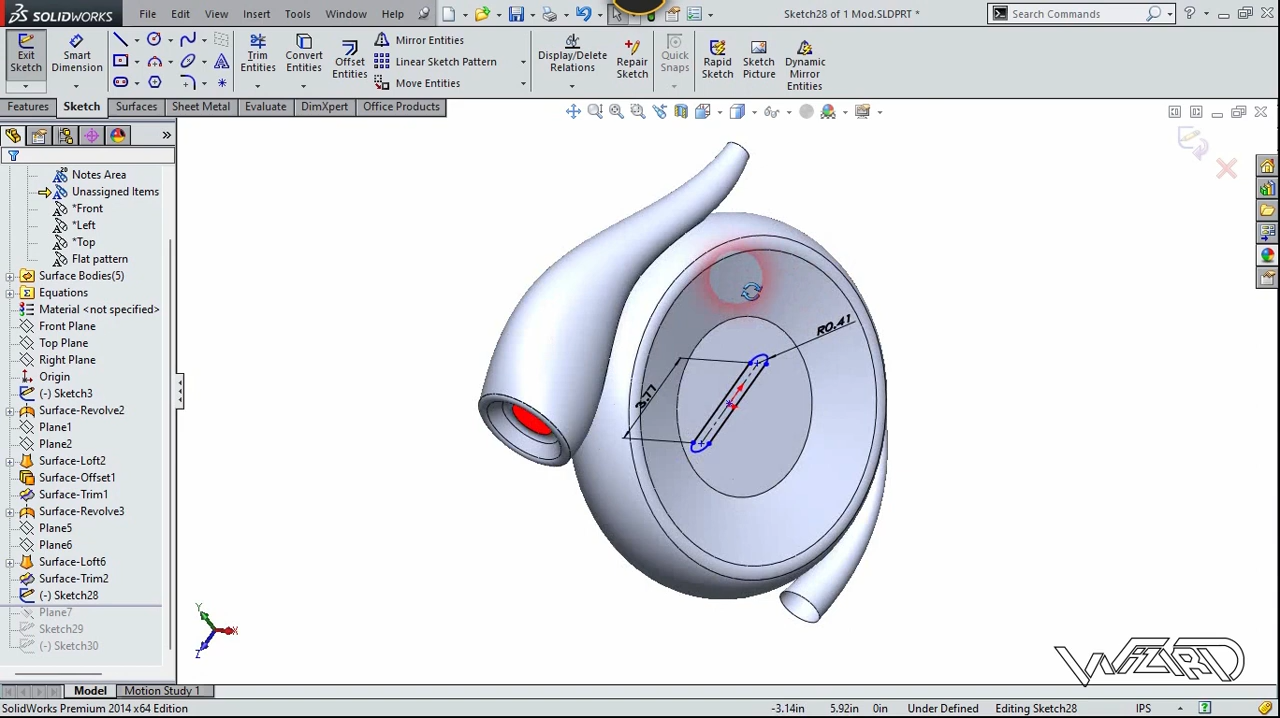 SOLIDWORKS File Edit View Insert Tools Window Help Sketch28 of 1 Mod.SLDPRT * Search Commands
Exit Sketch
Smart Dimension
Trim Entities
Convert Entities
Offset Entities
Mirror Entities
Linear Sketch Pattern
Move Entities
Display/Delete Relations
Repair Sketch
Quick Snaps
Rapid Sketch
Sketch Picture
Dynamic Mirror Entities
Features Sketch Surfaces Sheet Metal Evaluate DimXpert Office Products
Notes Area
Unassigned Items
*Front
*Left
*Top
Flat pattern
Surface Bodies(5)
Equations
Material <not specified>
Front Plane
Top Plane
Right Plane
Origin
(-) Sketch3
Surface-Revolve2
Plane1
Plane2
Surface-Loft2
Surface-Offset1
Surface-Trim1
Surface-Revolve3
Plane5
Plane6
Surface-Loft6
Surface-Trim2
(-) Sketch28
Plane7
Sketch29
(-) Sketch30
R0.41
3.77
Y
X
Z
WIZARD
Model Motion Study 1
SolidWorks Premium 2014 x64 Edition -3.14in 5.92in 0in Under Defined Editing Sketch28 IPS